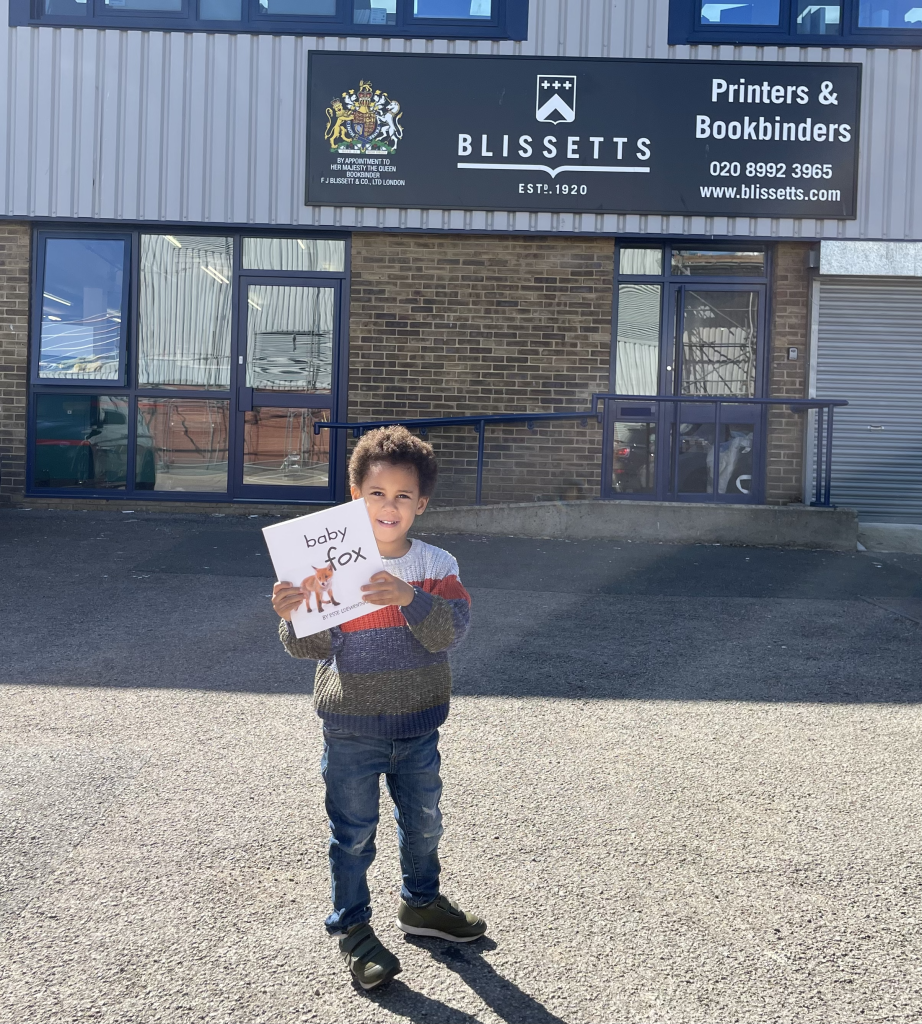 BY APPOINTMENT TO
HER MAJESTY THE QUEEN
BOOKBINDER
F J BLISSETT & CO., LTD LONDON
BLISSETTS
ESTD. 1920
Printers &
Bookbinders
020 8992 3965
www.blissetts.com
baby
fox
BY